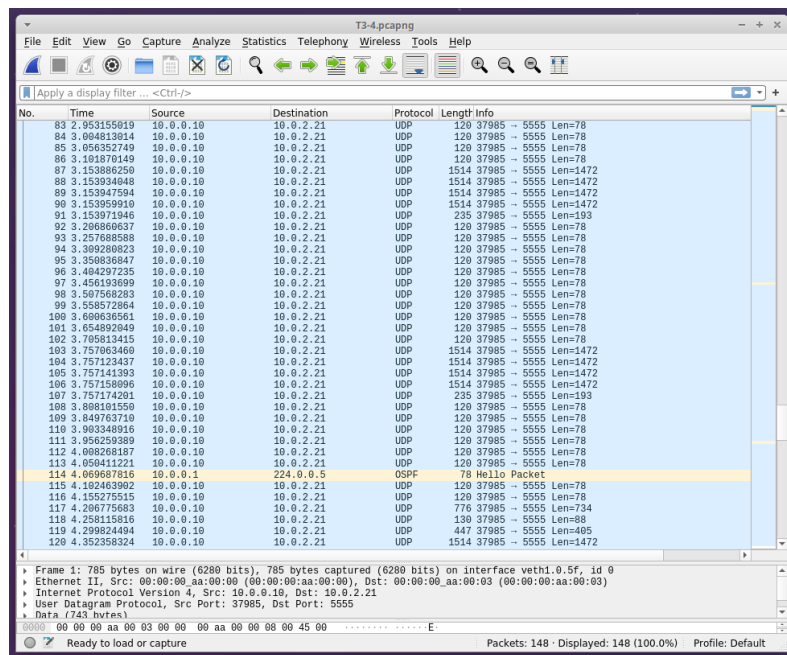 T3-4.pcapng
File Edit View Go Capture Analyze Statistics Telephony Wireless Tools Help
Apply a display filter ... <Ctrl-/>
No. Time Source Destination Protocol Length Info
83 2.953155019 10.0.0.10 10.0.2.21 UDP 120 37985 → 5555 Len=78
84 3.004813014 10.0.0.10 10.0.2.21 UDP 120 37985 → 5555 Len=78
85 3.056352749 10.0.0.10 10.0.2.21 UDP 120 37985 → 5555 Len=78
86 3.101870149 10.0.0.10 10.0.2.21 UDP 120 37985 → 5555 Len=78
87 3.153886250 10.0.0.10 10.0.2.21 UDP 1514 37985 → 5555 Len=1472
88 3.153934048 10.0.0.10 10.0.2.21 UDP 1514 37985 → 5555 Len=1472
89 3.153947594 10.0.0.10 10.0.2.21 UDP 1514 37985 → 5555 Len=1472
90 3.153959910 10.0.0.10 10.0.2.21 UDP 1514 37985 → 5555 Len=1472
91 3.153971946 10.0.0.10 10.0.2.21 UDP 235 37985 → 5555 Len=193
92 3.206860637 10.0.0.10 10.0.2.21 UDP 120 37985 → 5555 Len=78
93 3.257688588 10.0.0.10 10.0.2.21 UDP 120 37985 → 5555 Len=78
94 3.309280823 10.0.0.10 10.0.2.21 UDP 120 37985 → 5555 Len=78
95 3.350836847 10.0.0.10 10.0.2.21 UDP 120 37985 → 5555 Len=78
96 3.404297235 10.0.0.10 10.0.2.21 UDP 120 37985 → 5555 Len=78
97 3.456193699 10.0.0.10 10.0.2.21 UDP 120 37985 → 5555 Len=78
98 3.507568283 10.0.0.10 10.0.2.21 UDP 120 37985 → 5555 Len=78
99 3.558572864 10.0.0.10 10.0.2.21 UDP 120 37985 → 5555 Len=78
100 3.600636561 10.0.0.10 10.0.2.21 UDP 120 37985 → 5555 Len=78
101 3.654892049 10.0.0.10 10.0.2.21 UDP 120 37985 → 5555 Len=78
102 3.705813415 10.0.0.10 10.0.2.21 UDP 120 37985 → 5555 Len=78
103 3.757063460 10.0.0.10 10.0.2.21 UDP 1514 37985 → 5555 Len=1472
104 3.757123437 10.0.0.10 10.0.2.21 UDP 1514 37985 → 5555 Len=1472
105 3.757141393 10.0.0.10 10.0.2.21 UDP 1514 37985 → 5555 Len=1472
106 3.757158096 10.0.0.10 10.0.2.21 UDP 1514 37985 → 5555 Len=1472
107 3.757174201 10.0.0.10 10.0.2.21 UDP 235 37985 → 5555 Len=193
108 3.808101550 10.0.0.10 10.0.2.21 UDP 120 37985 → 5555 Len=78
109 3.849763710 10.0.0.10 10.0.2.21 UDP 120 37985 → 5555 Len=78
110 3.903348916 10.0.0.10 10.0.2.21 UDP 120 37985 → 5555 Len=78
111 3.956259389 10.0.0.10 10.0.2.21 UDP 120 37985 → 5555 Len=78
112 4.008268187 10.0.0.10 10.0.2.21 UDP 120 37985 → 5555 Len=78
113 4.050411221 10.0.0.10 10.0.2.21 UDP 120 37985 → 5555 Len=78
114 4.069687816 10.0.0.1 224.0.0.5 OSPF 78 Hello Packet
115 4.102463902 10.0.0.10 10.0.2.21 UDP 120 37985 → 5555 Len=78
116 4.155275515 10.0.0.10 10.0.2.21 UDP 120 37985 → 5555 Len=78
117 4.206775683 10.0.0.10 10.0.2.21 UDP 776 37985 → 5555 Len=734
118 4.258115816 10.0.0.10 10.0.2.21 UDP 130 37985 → 5555 Len=88
119 4.299824494 10.0.0.10 10.0.2.21 UDP 447 37985 → 5555 Len=405
120 4.352358324 10.0.0.10 10.0.2.21 UDP 1514 37985 → 5555 Len=1472
Frame 1: 785 bytes on wire (6280 bits), 785 bytes captured (6280 bits) on interface veth1.0.5f, id 0
Ethernet II, Src: 00:00:00_aa:00:00 (00:00:00:aa:00:00), Dst: 00:00:00_aa:00:03 (00:00:00:aa:00:03)
Internet Protocol Version 4, Src: 10.0.0.10, Dst: 10.0.2.21
User Datagram Protocol, Src Port: 37985, Dst Port: 5555
Data (743 bytes)
0000 00 00 00 aa 00 03 00 00 00 aa 00 00 08 00 45 00 ········ ······E·
Ready to load or capture Packets: 148 · Displayed: 148 (100.0%) Profile: Default